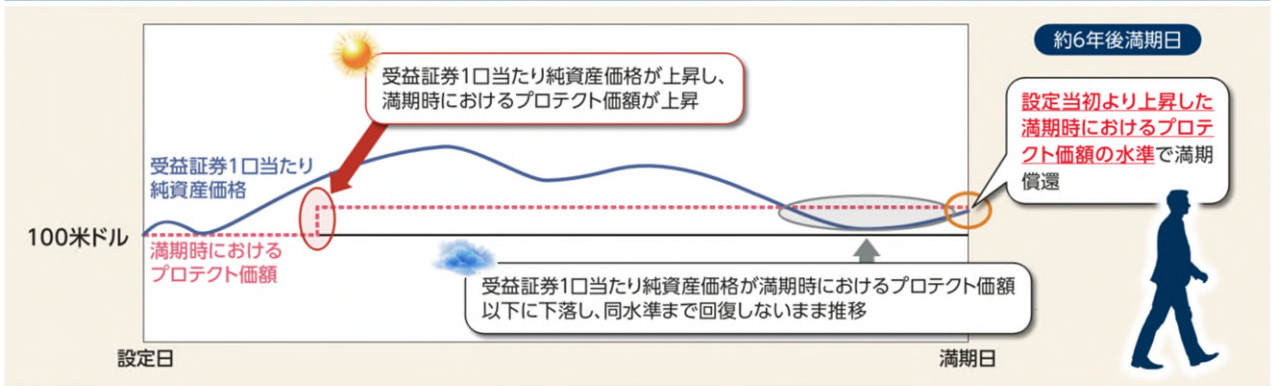 約6年後満期日
受益証券1口当たり純資産価格が上昇し、
満期時におけるプロテクト価額が上昇
設定当初より上昇した
満期時におけるプロテ
クト価額の水準で満期
償還
受益証券1口当たり
純資産価格
100米ドル
満期時における
プロテクト価額
受益証券1口当たり純資産価格が満期時におけるプロテクト価額
以下に下落し、同水準まで回復しないまま推移
設定日
満期日